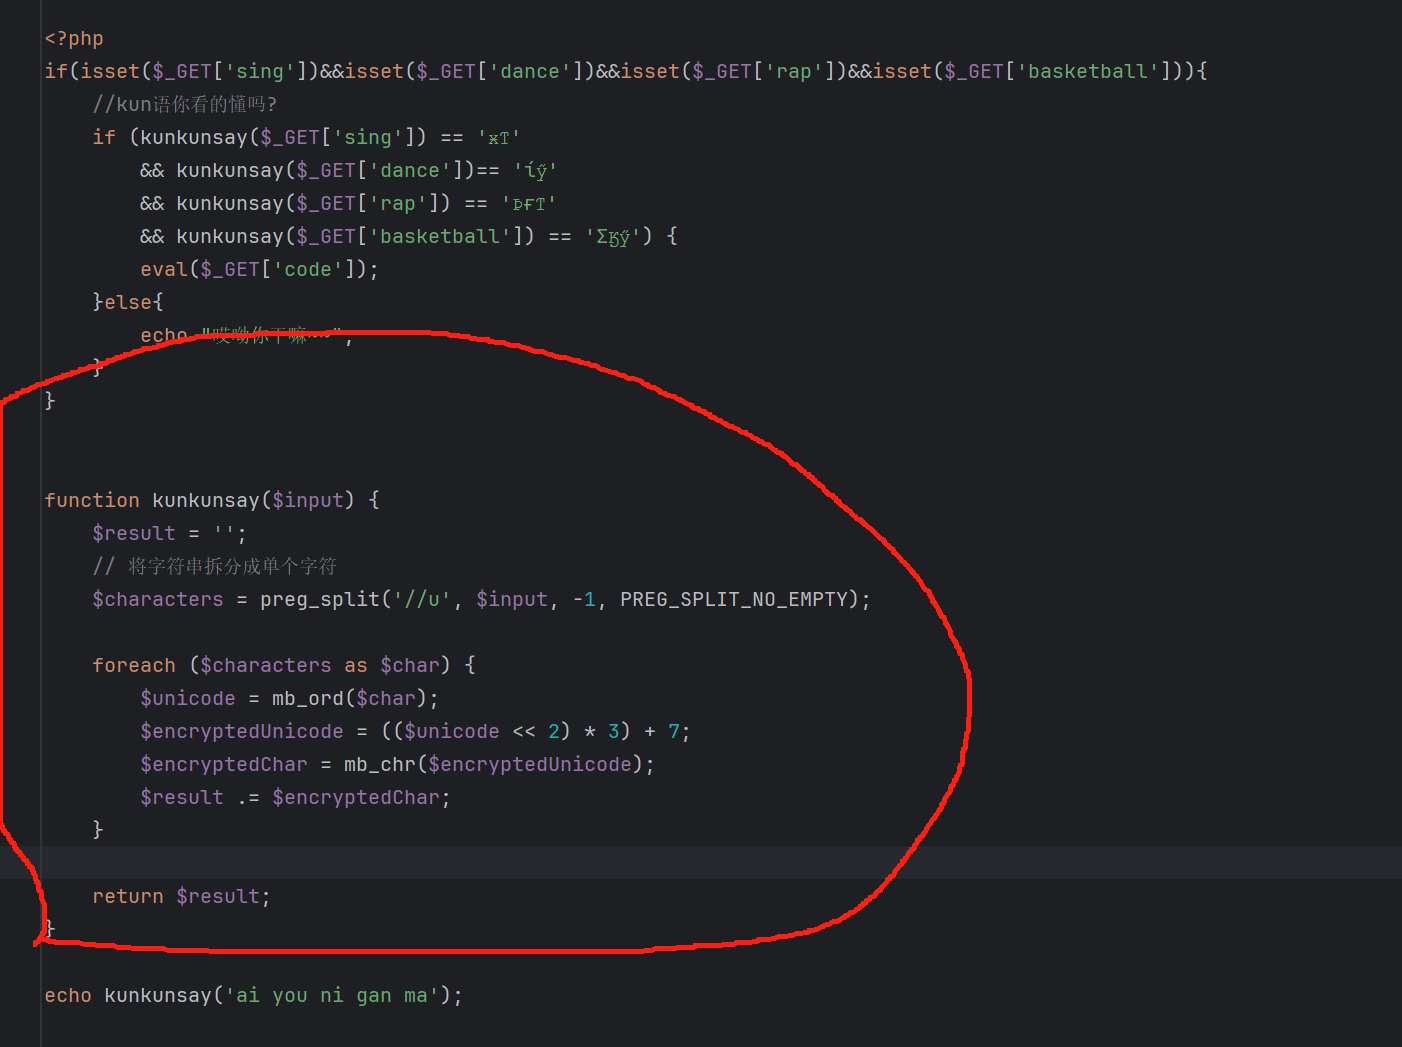 <?php
if(isset($_GET['sing'])&&isset($_GET['dance'])&&isset($_GET['rap'])&&isset($_GET['basketball'])){
//kun语你看的懂吗?
if (kunkunsay($_GET['sing']) == 'ӿͳ'
&& kunkunsay($_GET['dance'])== 'ίӳ'
&& kunkunsay($_GET['rap']) == 'Ϸғͳ'
&& kunkunsay($_GET['basketball']) == 'ΣӃӳ') {
eval($_GET['code']);
}else{
echo "哎呦你干嘛~~";
}
}
function kunkunsay($input) {
$result = '';
// 将字符串拆分成单个字符
$characters = preg_split('//u', $input, -1, PREG_SPLIT_NO_EMPTY);
foreach ($characters as $char) {
$unicode = mb_ord($char);
$encryptedUnicode = (($unicode << 2) * 3) + 7;
$encryptedChar = mb_chr($encryptedUnicode);
$result .= $encryptedChar;
}
return $result;
}
echo kunkunsay('ai you ni gan ma');